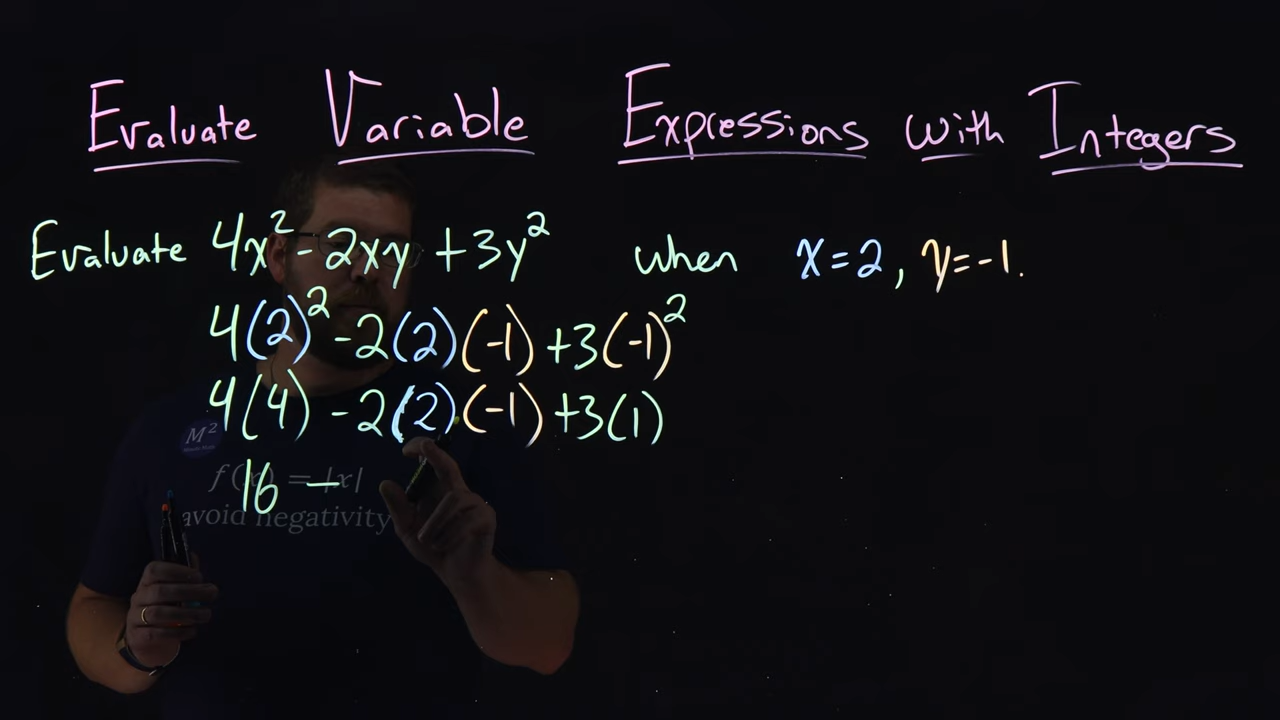 Evaluate Variable Expressions with Integers
Evaluate 4x² - 2xy + 3y² when x = 2, y = -1.
4(2)² - 2(2)(-1) + 3(-1)²
4(4) - 2(2)(-1) + 3(1)
16 -
M²
f(x) = |x|
avoid negativity